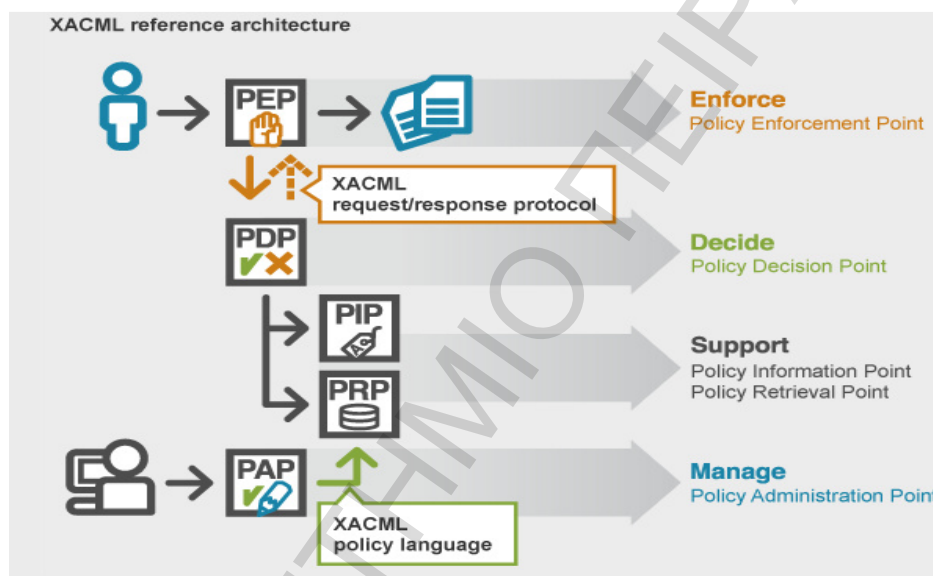 XACML reference architecture
PEP
Enforce
Policy Enforcement Point
XACML
request/response protocol
PDP
Decide
Policy Decision Point
PIP
Support
Policy Information Point
Policy Retrieval Point
PRP
PAP
Manage
Policy Administration Point
XACML
policy language